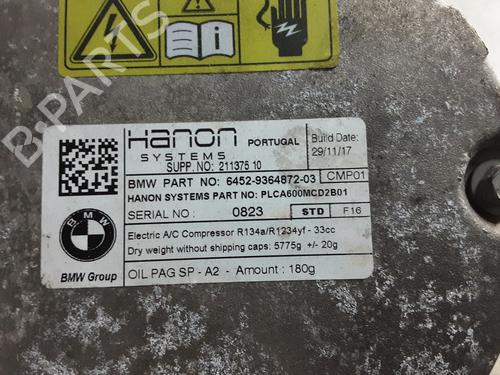 B-PARTS
Hanon
SYSTEMS
PORTUGAL
Build Date:
29/11/17
SUPP. NO: 211375 10
BMW PART NO: 6452-9364872-03
CMP01
HANON SYSTEMS PART NO: PLCA600MCD2B01
SERIAL NO :
0823
STD
F16
BMW
BMW Group
Electric A/C Compressor R134a/R1234yf - 33cc
Dry weight without shipping caps: 5775g +/- 20g
OIL PAG SP - A2 - Amount : 180g